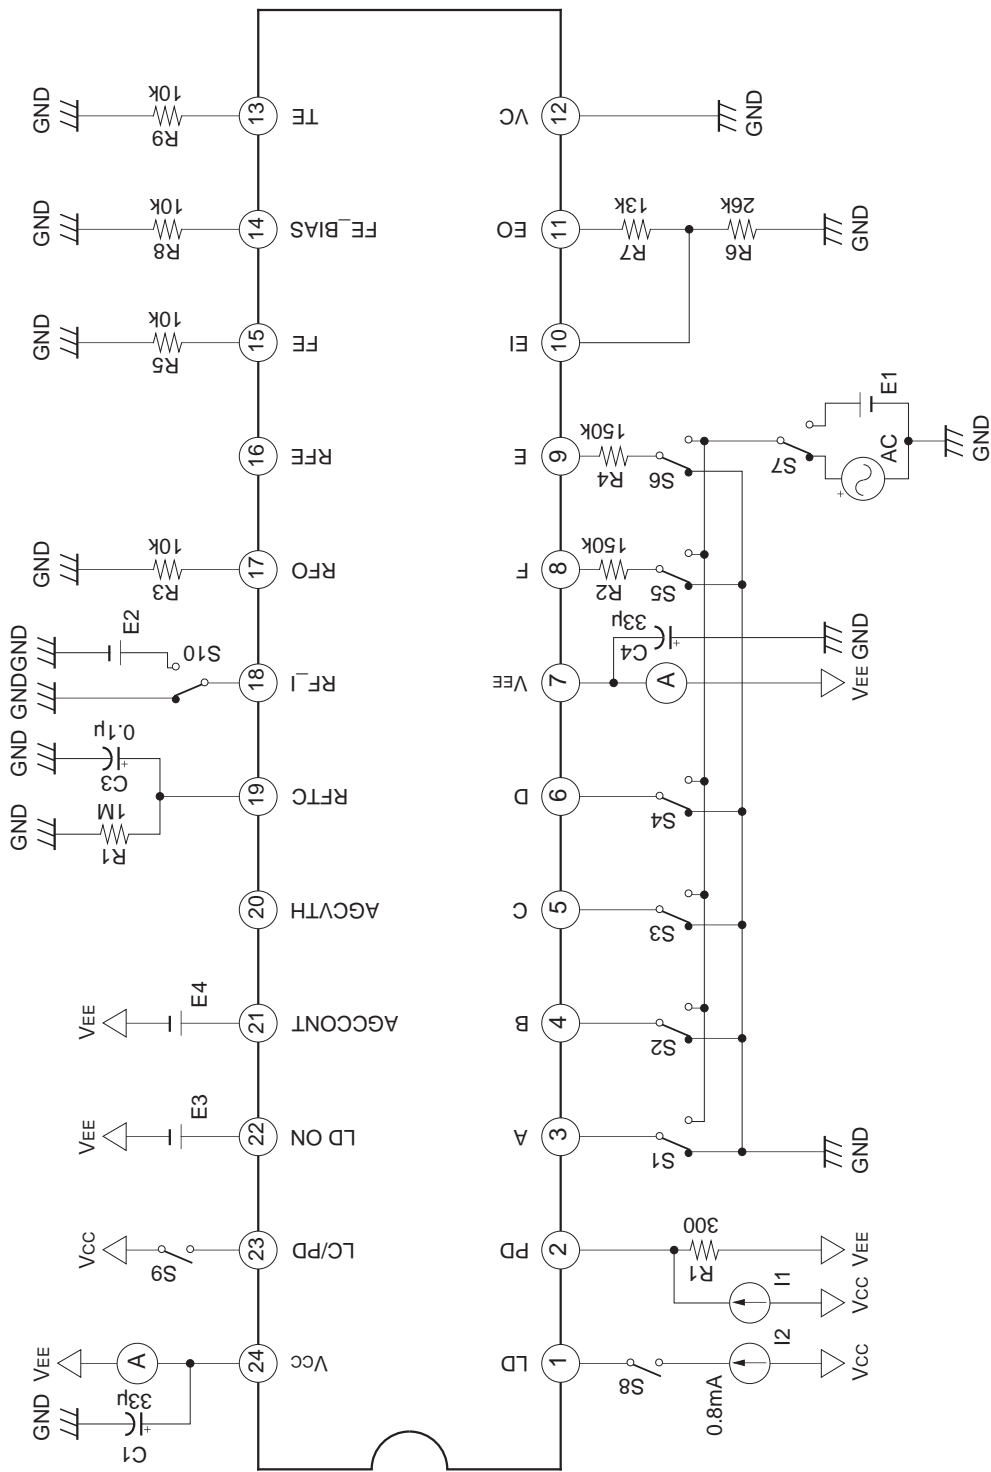 GND
10k
R9
13
TE
GND
10k
R8
14
FE_BIAS
GND
10k
R5
15
FE
16
RFE
GND
10k
R3
17
RFO
GND
E2
S10
GND
18
RF_I
GND
0.1µ
C3
+
GND
1M
R1
19
RFTC
20
AGCVTH
VEE
E4
21
AGCCONT
VEE
E3
22
LD ON
VCC
S9
23
LC/PD
VEE
A
24
VCC
GND
33µ
C1
+
VC
12
GND
EO
11
13k
R7
26k
R6
GND
EI
10
E
9
150k
R4
S6
S7
AC
+
E1
GND
F
8
150k
R2
S5
33µ
C4
+
GND
VEE
7
A
VEE
D
6
S4
C
5
S3
B
4
S2
A
3
S1
GND
PD
2
300
R1
VEE
I1
VCC
LD
1
S8
0.8mA
I2
VCC